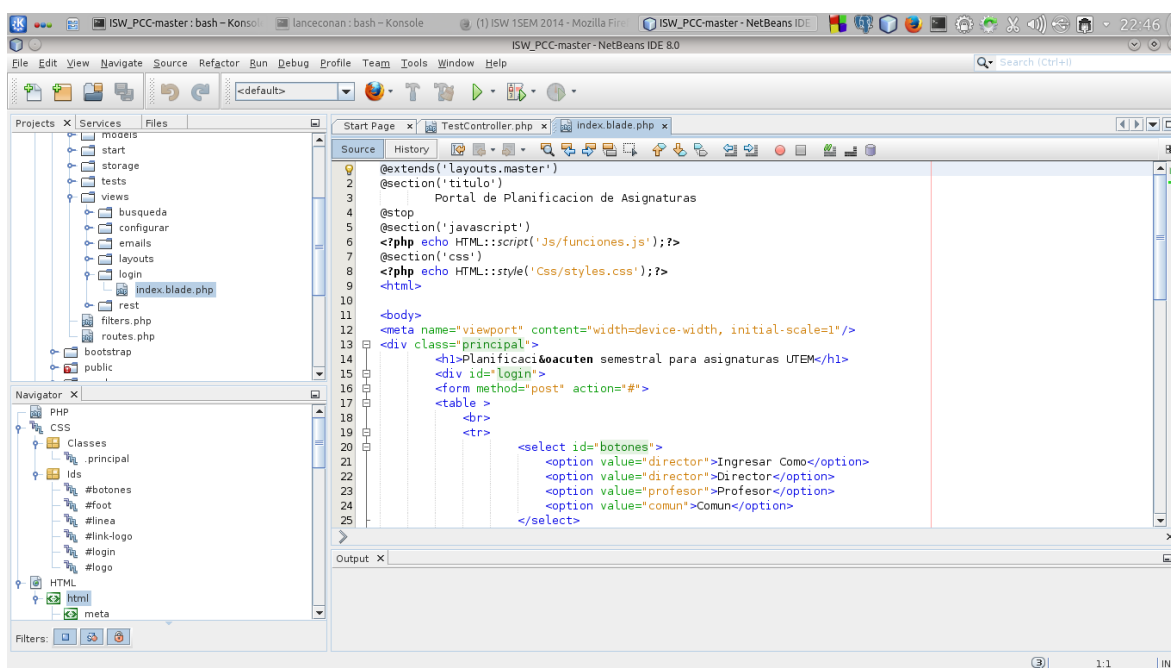 ISW_PCC-master : bash – Konsol
lanceconan : bash – Konsole
(1) ISW 1SEM 2014 - Mozilla Fire
ISW_PCC-master - NetBeans IDE
22:46
ISW_PCC-master - NetBeans IDE 8.0
File Edit View Navigate Source Refactor Run Debug Profile Team Tools Window Help
Search (Ctrl+I)
<default>
Projects X Services Files
models
start
storage
tests
views
busqueda
configurar
emails
layouts
login
index.blade.php
rest
filters.php
routes.php
bootstrap
public
Navigator X
PHP
CSS
Classes
.principal
Ids
#botones
#foot
#linea
#link-logo
#login
#logo
HTML
html
meta
Filters:
Start Page x TestController.php x index.blade.php x
Source History
@extends('layouts.master')
2 @section('titulo')
3 Portal de Planificacion de Asignaturas
4 @stop
5 @section('javascript')
6 <?php echo HTML::script('Js/funciones.js');?>
7 @section('css')
8 <?php echo HTML::style('Css/styles.css');?>
9 <html>
10
11 <body>
12 <meta name="viewport" content="width=device-width, initial-scale=1"/>
13 <div class="principal">
14 <h1>Planificaci&oacuten semestral para asignaturas UTEM</h1>
15 <div id="login">
16 <form method="post" action="#">
17 <table >
18 <br>
19 <tr>
20 <select id="botones">
21 <option value="director">Ingresar Como</option>
22 <option value="director">Director</option>
23 <option value="profesor">Profesor</option>
24 <option value="comun">Comun</option>
25 </select>
Output X
3 1:1 IN